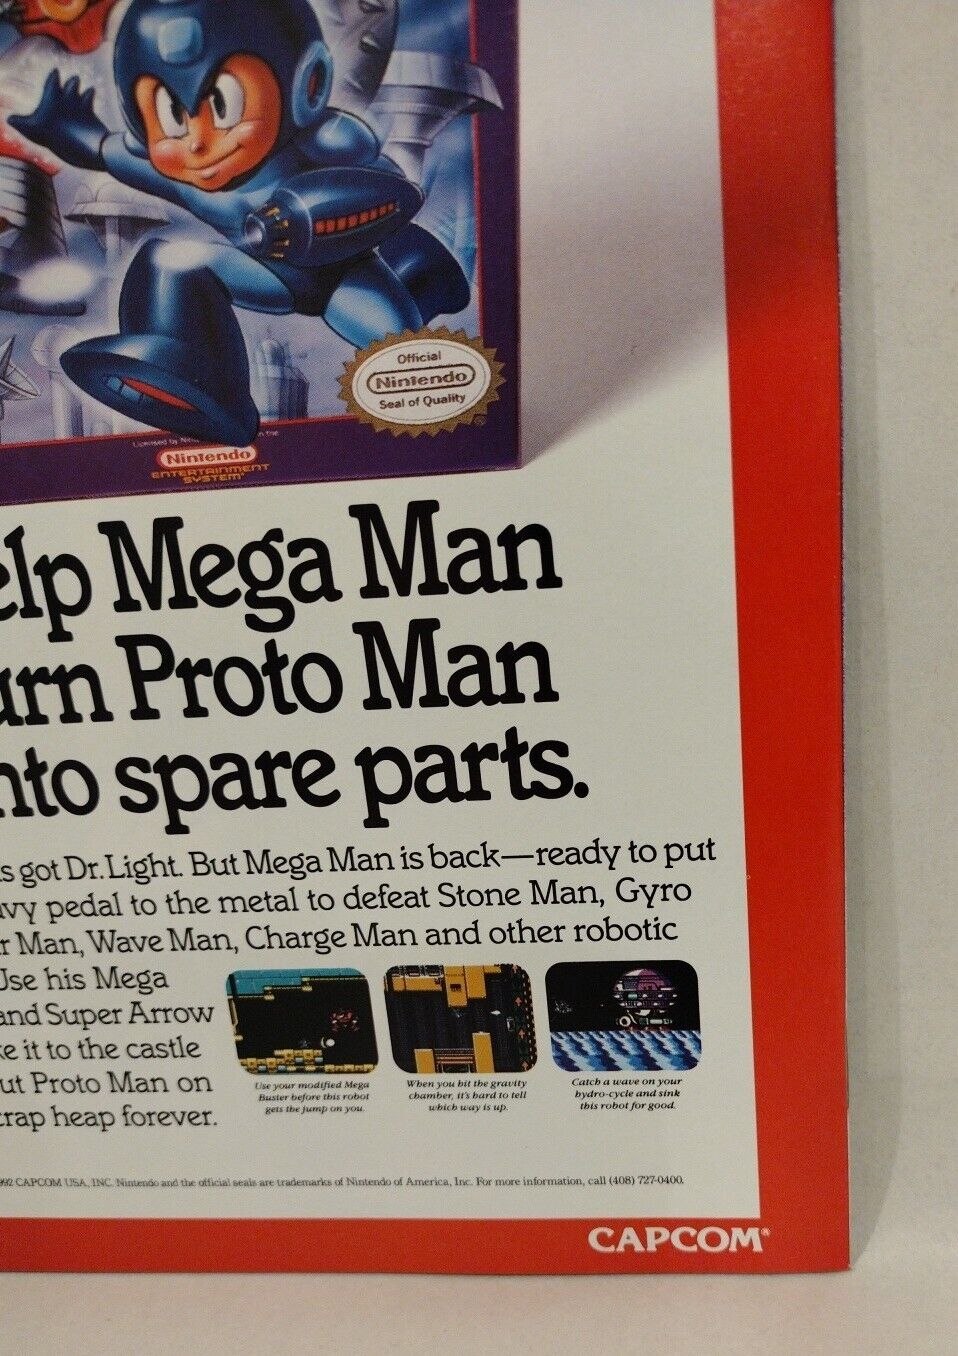 Official
Nintendo
Seal of Quality
Licensed by
Nintendo
ENTERTAINMENT
SYSTEM
elp Mega Man
urn Proto Man
nto spare parts.
s got Dr. Light. But Mega Man is back—ready to put
vy pedal to the metal to defeat Stone Man, Gyro
r Man, Wave Man, Charge Man and other robotic
Use his Mega
and Super Arrow
ke it to the castle
ut Proto Man on
crap heap forever.
Use your modified Mega
Buster before this robot
gets the jump on you.
When you hit the gravity
chamber, it's hard to tell
which way is up.
Catch a wave on your
hydro-cycle and sink
this robot for good.
992 CAPCOM USA, INC. Nintendo and the official seals are trademarks of Nintendo of America, Inc. For more information, call (408) 727-0400.
CAPCOM®